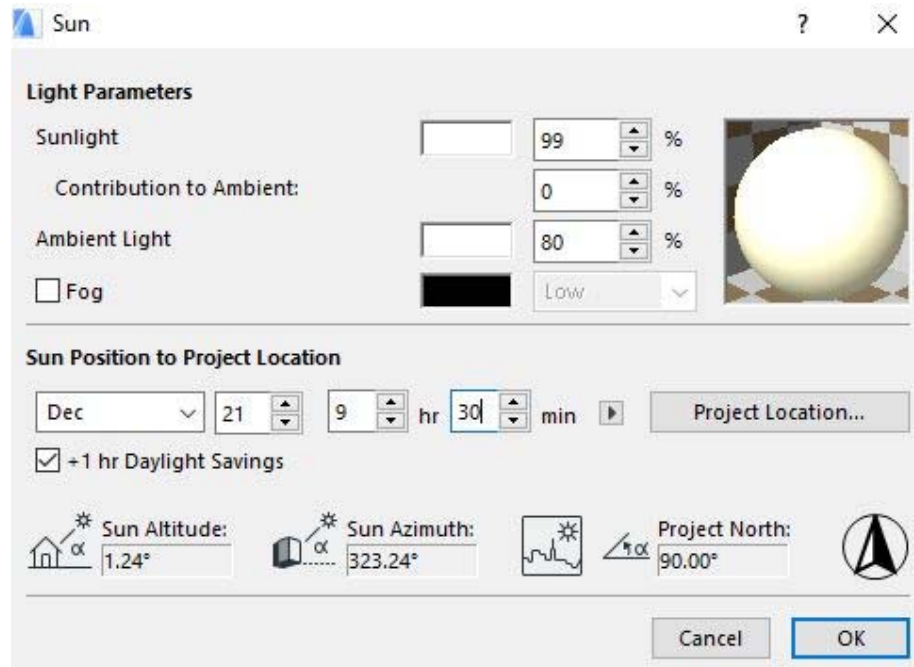 Sun
?
Light Parameters
Sunlight 99 %
Contribution to Ambient: 0 %
Ambient Light 80 %
Fog Low
Sun Position to Project Location
Dec 21 9 hr 30 min Project Location...
+1 hr Daylight Savings
Sun Altitude: Sun Azimuth: Project North:
α 1.24° α 323.24° α 90.00°
Cancel OK